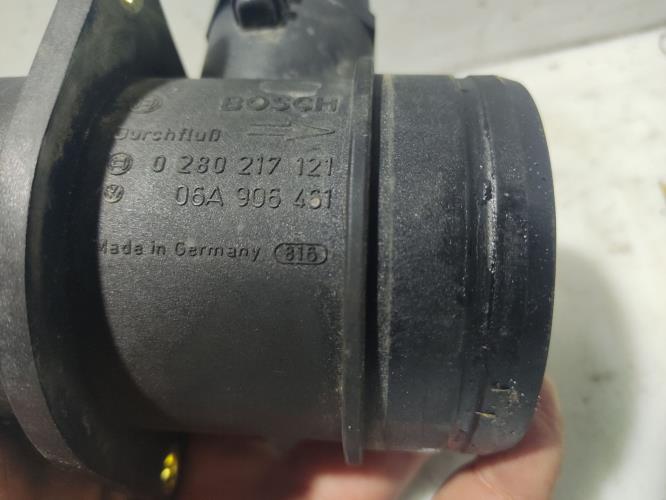 BOSCH
Durchfluß
0 280 217 121
06A 906 461
Made in Germany 816